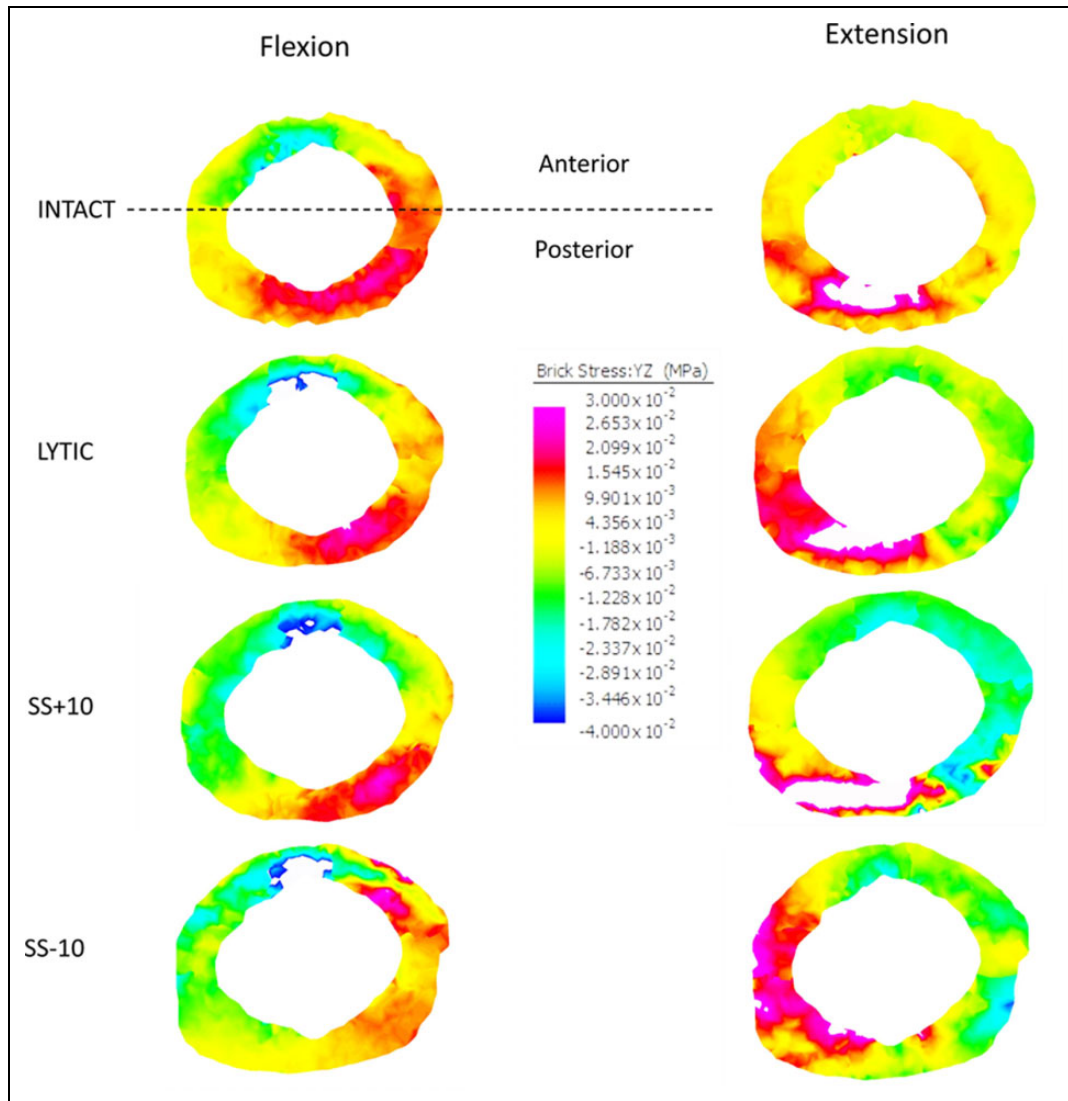 Flexion
Extension
Anterior
INTACT
Posterior
Brick Stress:YZ (MPa)
3.000x10⁻²
2.653x10⁻²
2.099x10⁻²
1.545x10⁻²
9.901x10⁻³
4.356x10⁻³
-1.188x10⁻³
-6.733x10⁻³
-1.228x10⁻²
-1.782x10⁻²
-2.337x10⁻²
-2.891x10⁻²
-3.446x10⁻²
-4.000x10⁻²
LYTIC
SS+10
SS-10